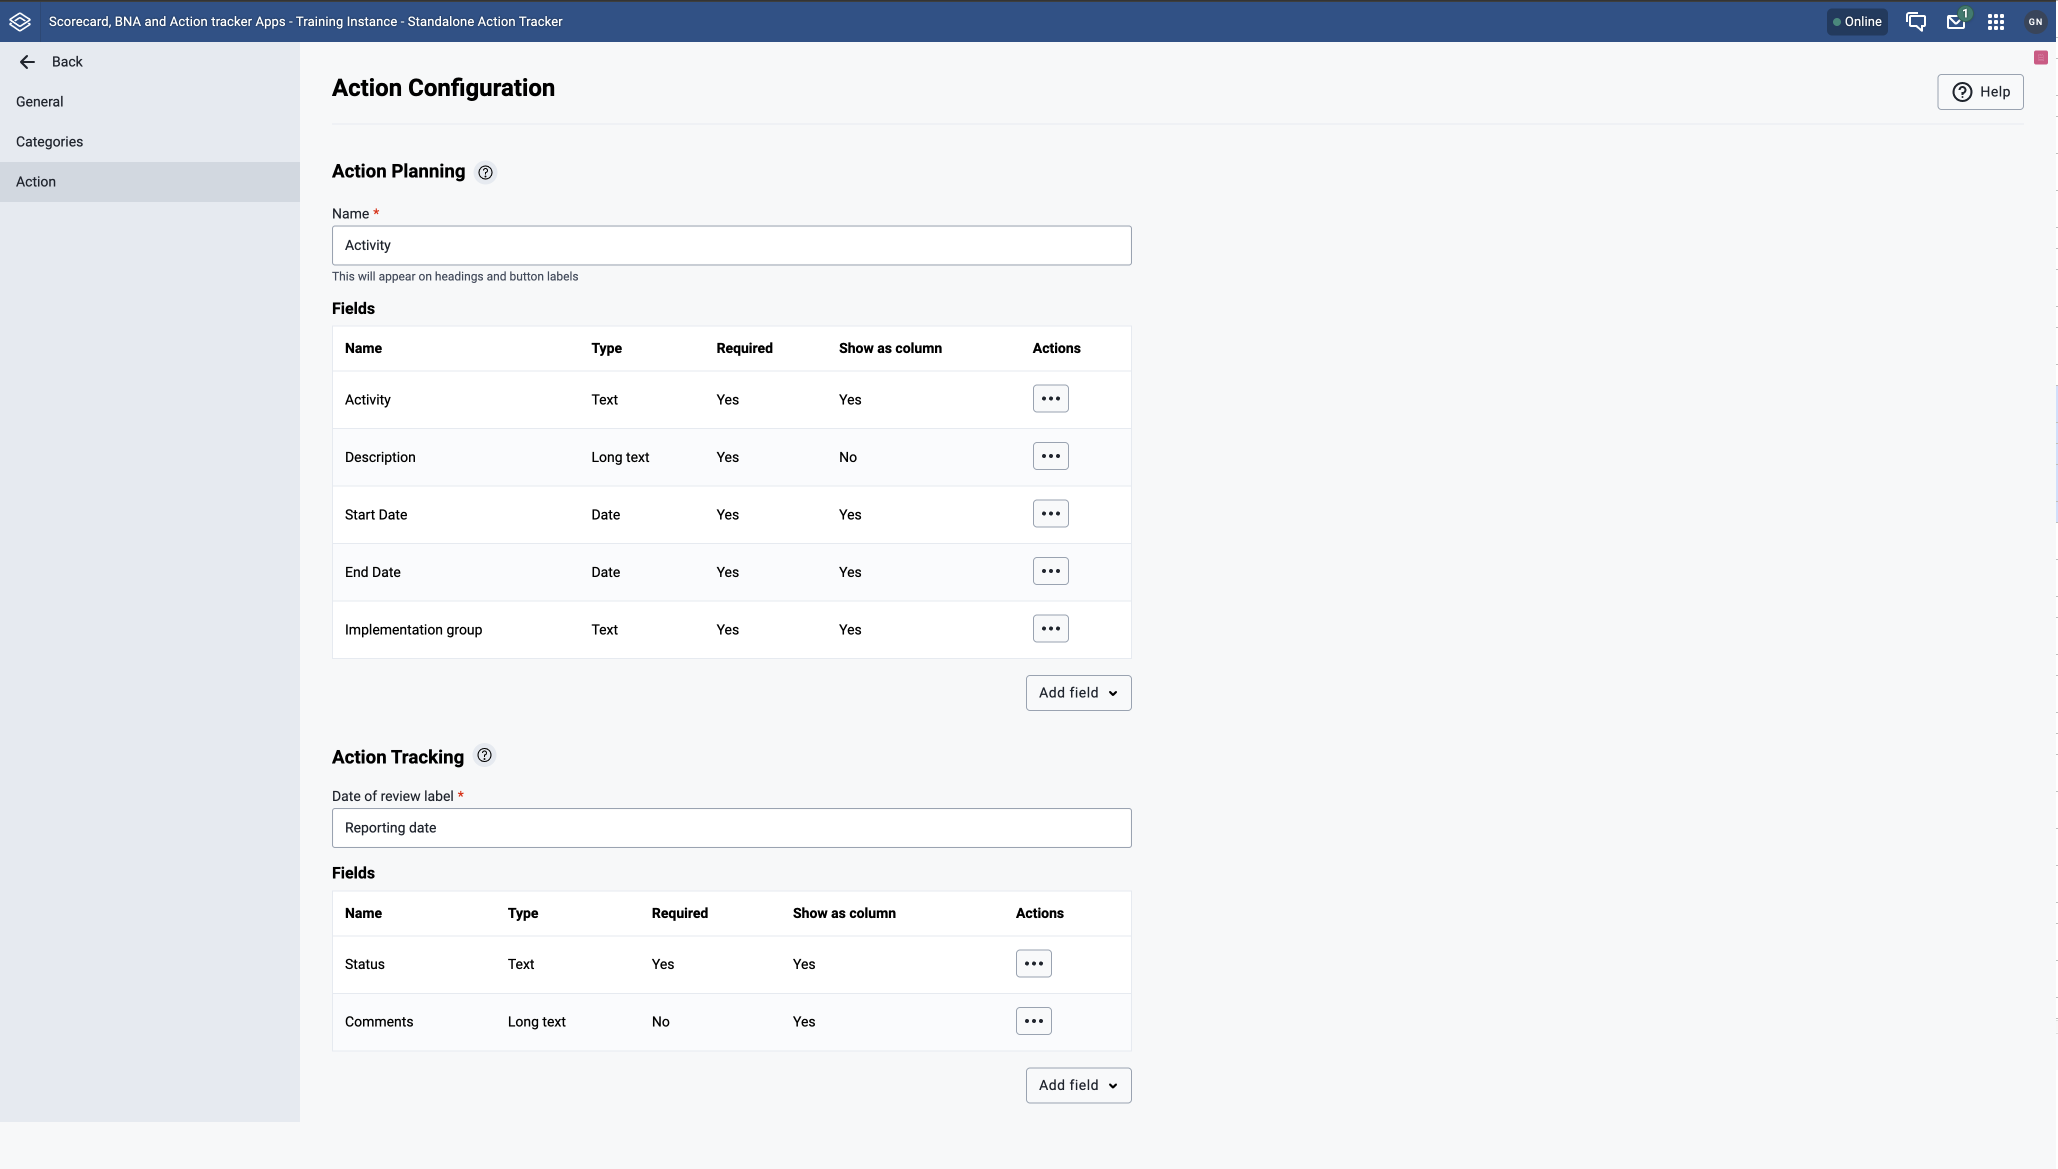 Scorecard, BNA and Action tracker Apps - Training Instance - Standalone Action Tracker
Online
1
GN
Back
General
Categories
Action
Action Configuration
Help
Action Planning
Name *
Activity
This will appear on headings and button labels
Fields
Name Type Required Show as column Actions
Activity Text Yes Yes
Description Long text Yes No
Start Date Date Yes Yes
End Date Date Yes Yes
Implementation group Text Yes Yes
Add field
Action Tracking
Date of review label *
Reporting date
Fields
Name Type Required Show as column Actions
Status Text Yes Yes
Comments Long text No Yes
Add field